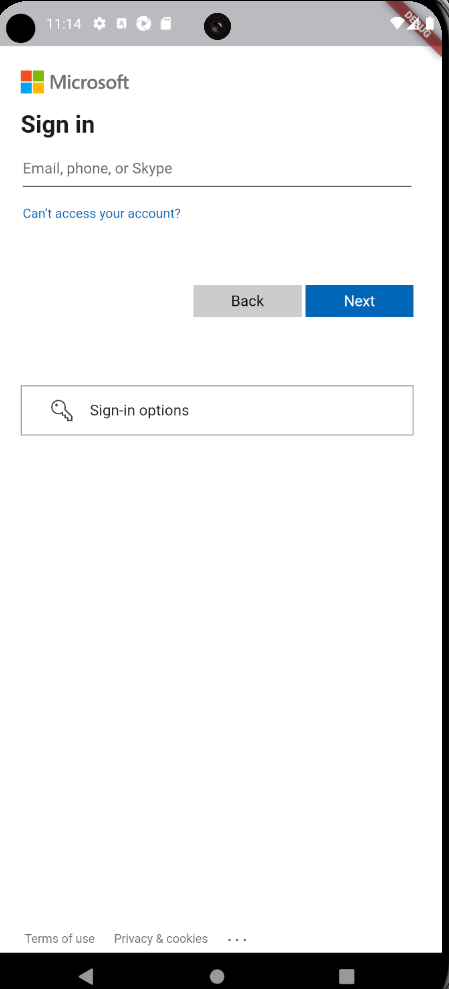 11:14
DEBUG
Microsoft
Sign in
Email, phone, or Skype
Can't access your account?
Back Next
Sign-in options
Terms of use Privacy & cookies ...